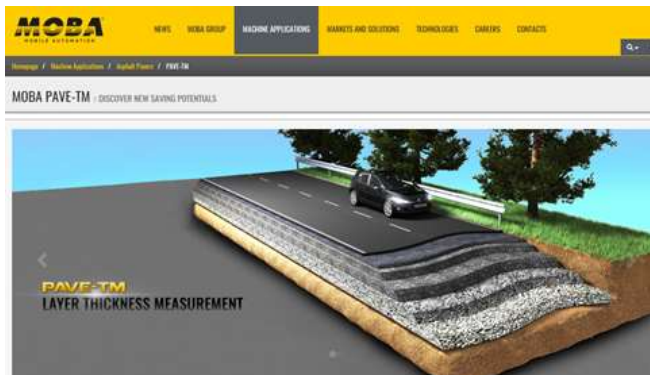 MOBA
MOBILE AUTOMATION
NEWS MOBA GROUP MACHINE APPLICATIONS MARKETS AND SOLUTIONS TECHNOLOGIES CAREERS CONTACTS
Homepage / Machine Applications / Asphalt Pavers / PAVE-TM
MOBA PAVE-TM : DISCOVER NEW SAVING POTENTIALS
PAVE-TM
LAYER THICKNESS MEASUREMENT